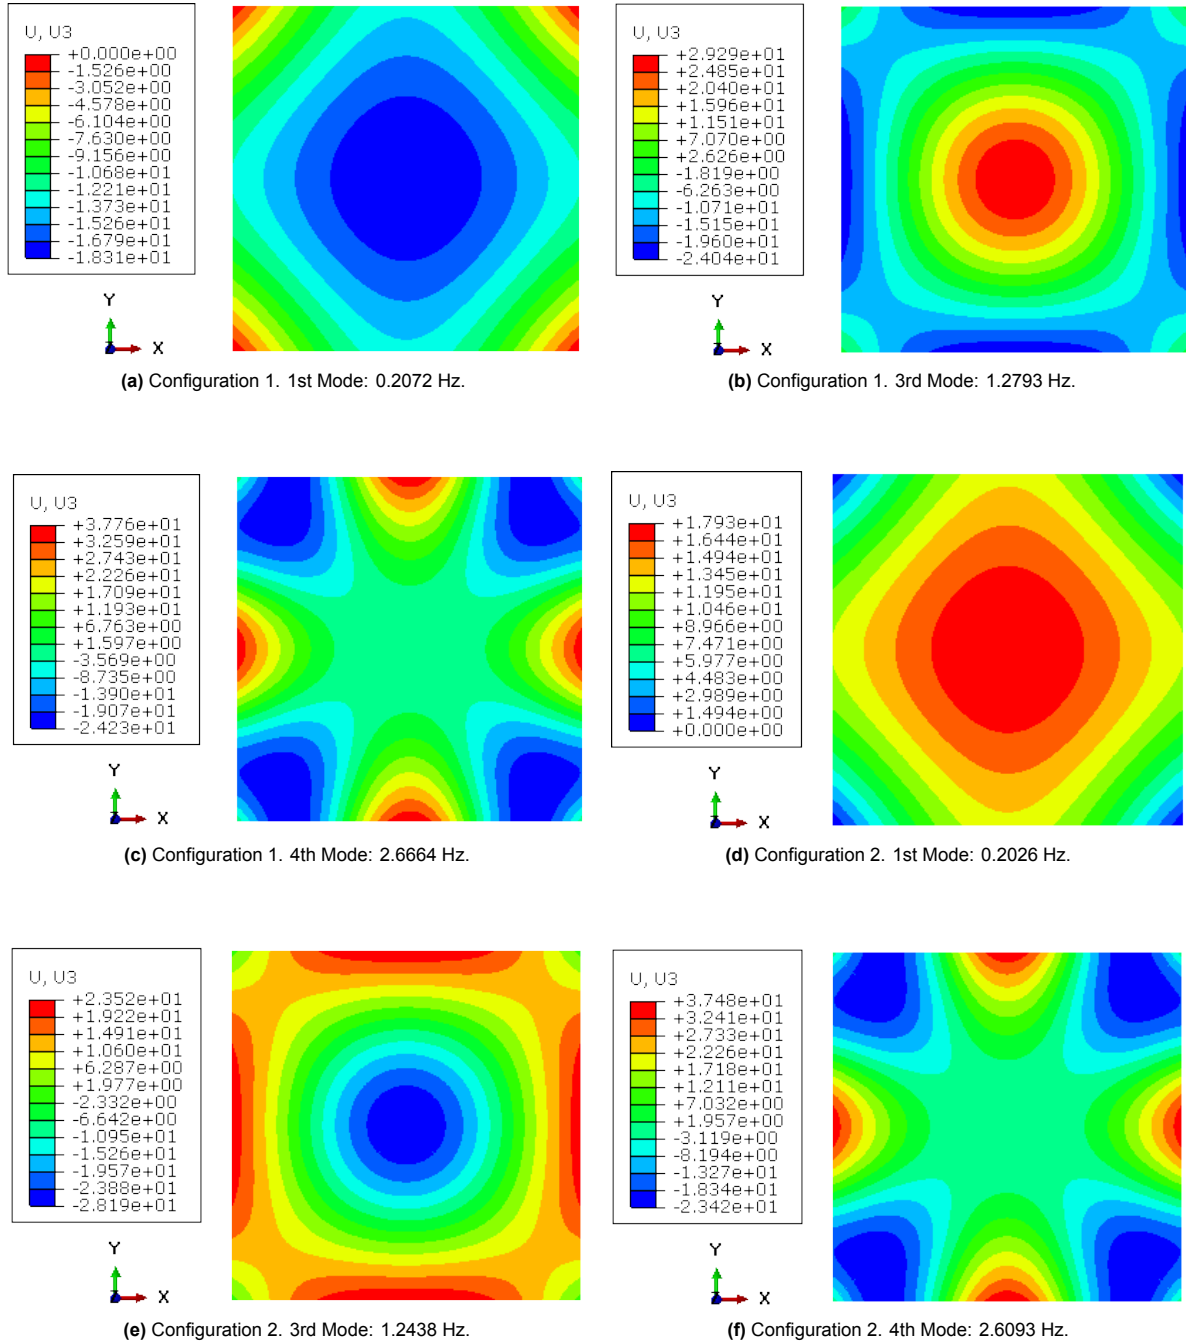 U, U3
+0.000e+00
-1.526e+00
-3.052e+00
-4.578e+00
-6.104e+00
-7.630e+00
-9.156e+00
-1.068e+01
-1.221e+01
-1.373e+01
-1.526e+01
-1.679e+01
-1.831e+01
Y
X
(a) Configuration 1. 1st Mode: 0.2072 Hz.
U, U3
+2.929e+01
+2.485e+01
+2.040e+01
+1.596e+01
+1.151e+01
+7.070e+00
+2.626e+00
-1.819e+00
-6.263e+00
-1.071e+01
-1.515e+01
-1.960e+01
-2.404e+01
Y
X
(b) Configuration 1. 3rd Mode: 1.2793 Hz.
U, U3
+3.776e+01
+3.259e+01
+2.743e+01
+2.226e+01
+1.709e+01
+1.193e+01
+6.763e+00
+1.597e+00
-3.569e+00
-8.735e+00
-1.390e+01
-1.907e+01
-2.423e+01
Y
X
(c) Configuration 1. 4th Mode: 2.6664 Hz.
U, U3
+1.793e+01
+1.644e+01
+1.494e+01
+1.345e+01
+1.195e+01
+1.046e+01
+8.966e+00
+7.471e+00
+5.977e+00
+4.483e+00
+2.989e+00
+1.494e+00
+0.000e+00
Y
X
(d) Configuration 2. 1st Mode: 0.2026 Hz.
U, U3
+2.352e+01
+1.922e+01
+1.491e+01
+1.060e+01
+6.287e+00
+1.977e+00
-2.332e+00
-6.642e+00
-1.095e+01
-1.526e+01
-1.957e+01
-2.388e+01
-2.819e+01
Y
X
(e) Configuration 2. 3rd Mode: 1.2438 Hz.
U, U3
+3.748e+01
+3.241e+01
+2.733e+01
+2.226e+01
+1.718e+01
+1.211e+01
+7.032e+00
+1.957e+00
-3.119e+00
-8.194e+00
-1.327e+01
-1.834e+01
-2.342e+01
Y
X
(f) Configuration 2. 4th Mode: 2.6093 Hz.